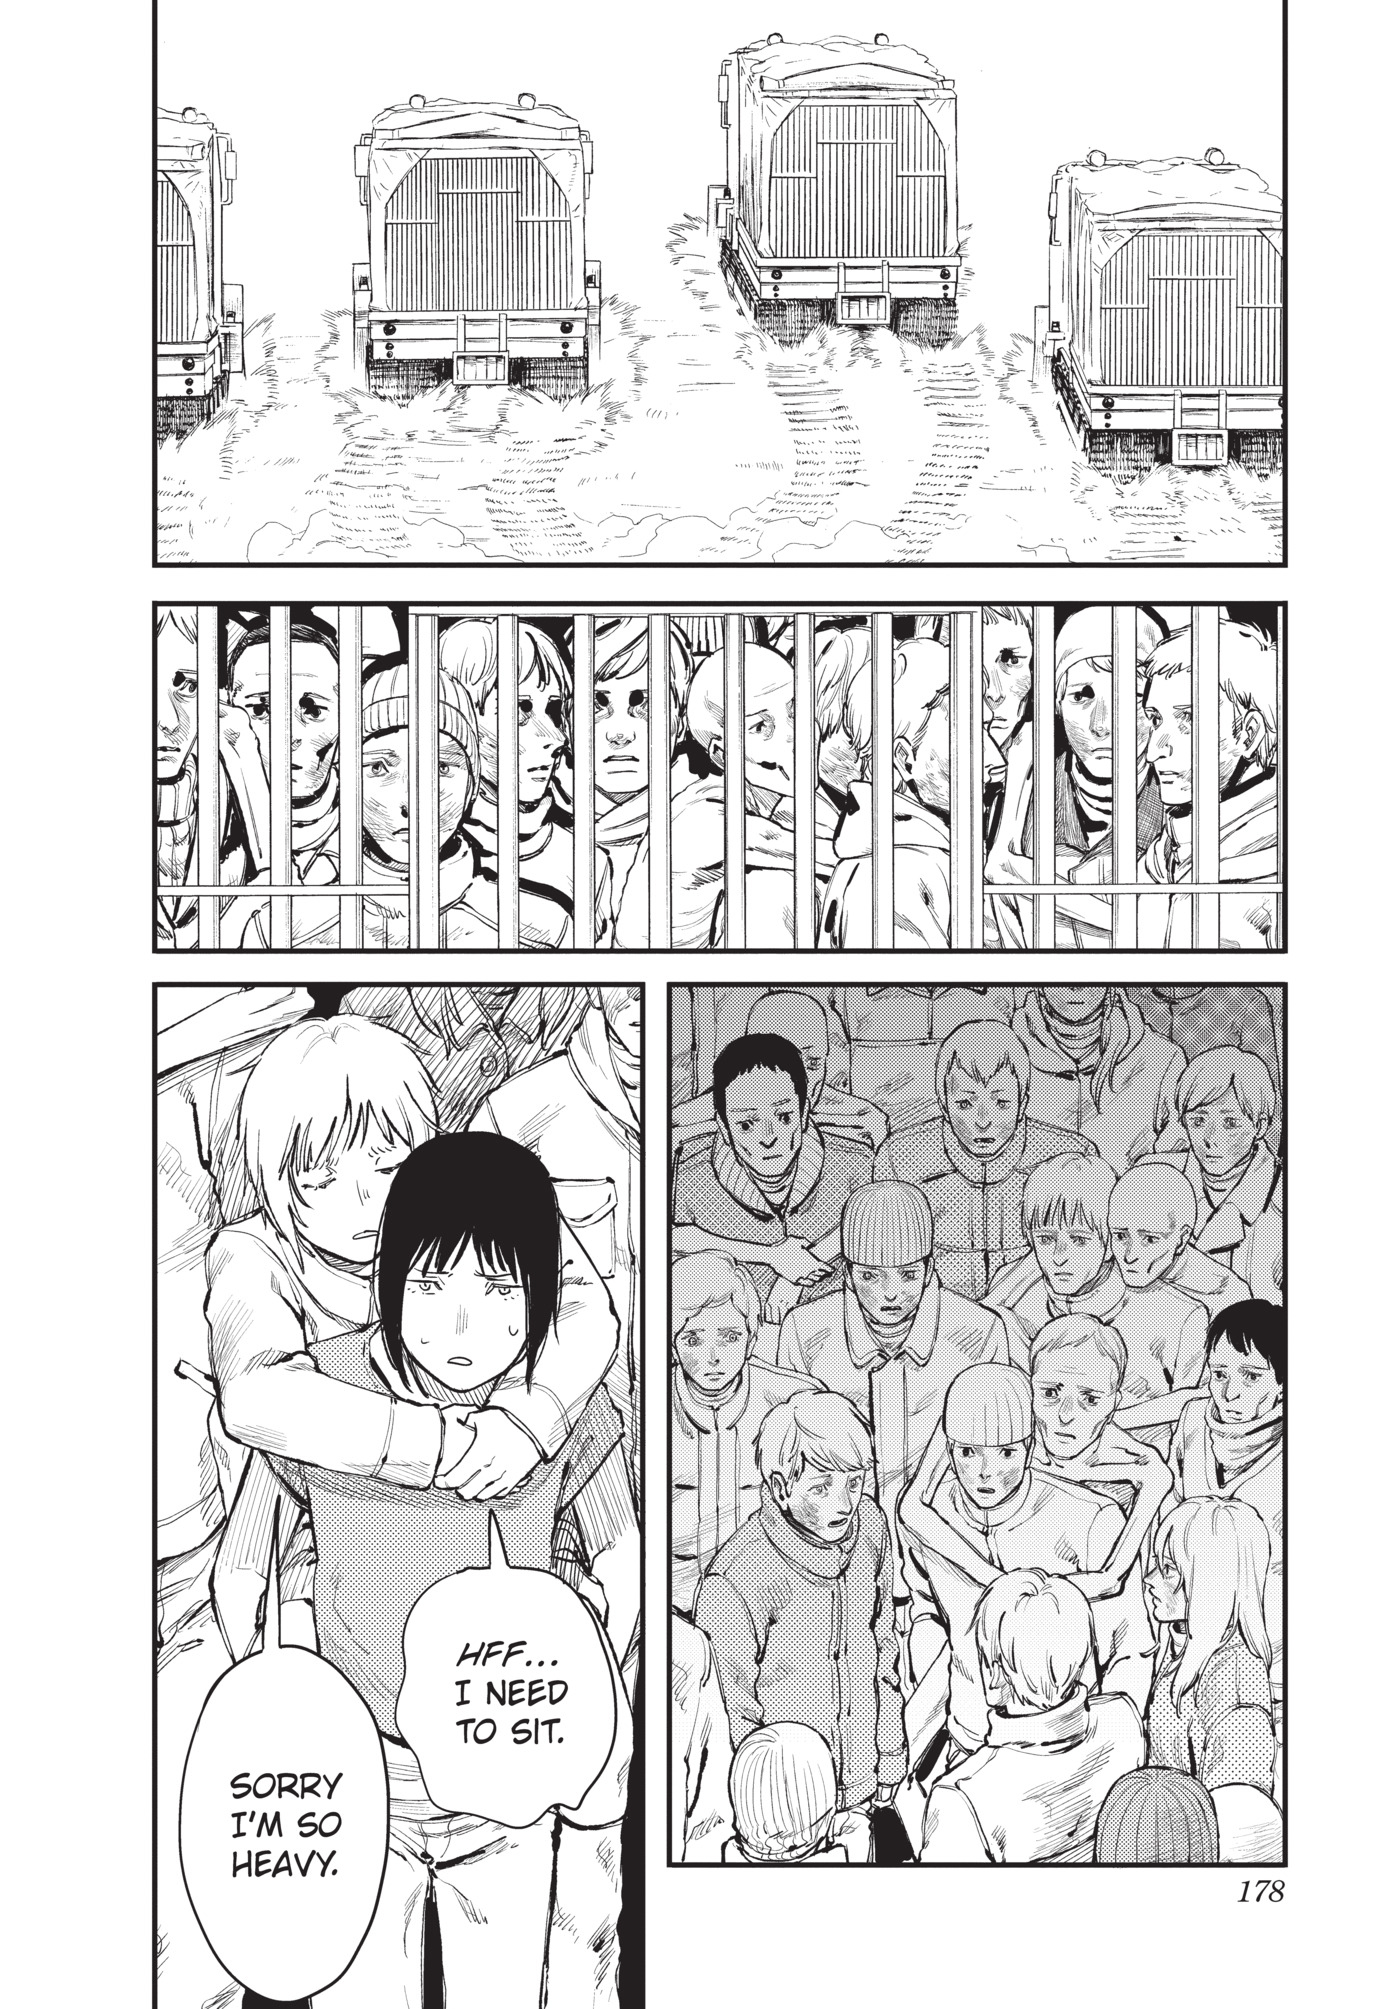 HFF...
I NEED
TO SIT.
SORRY
I'M SO
HEAVY.
178